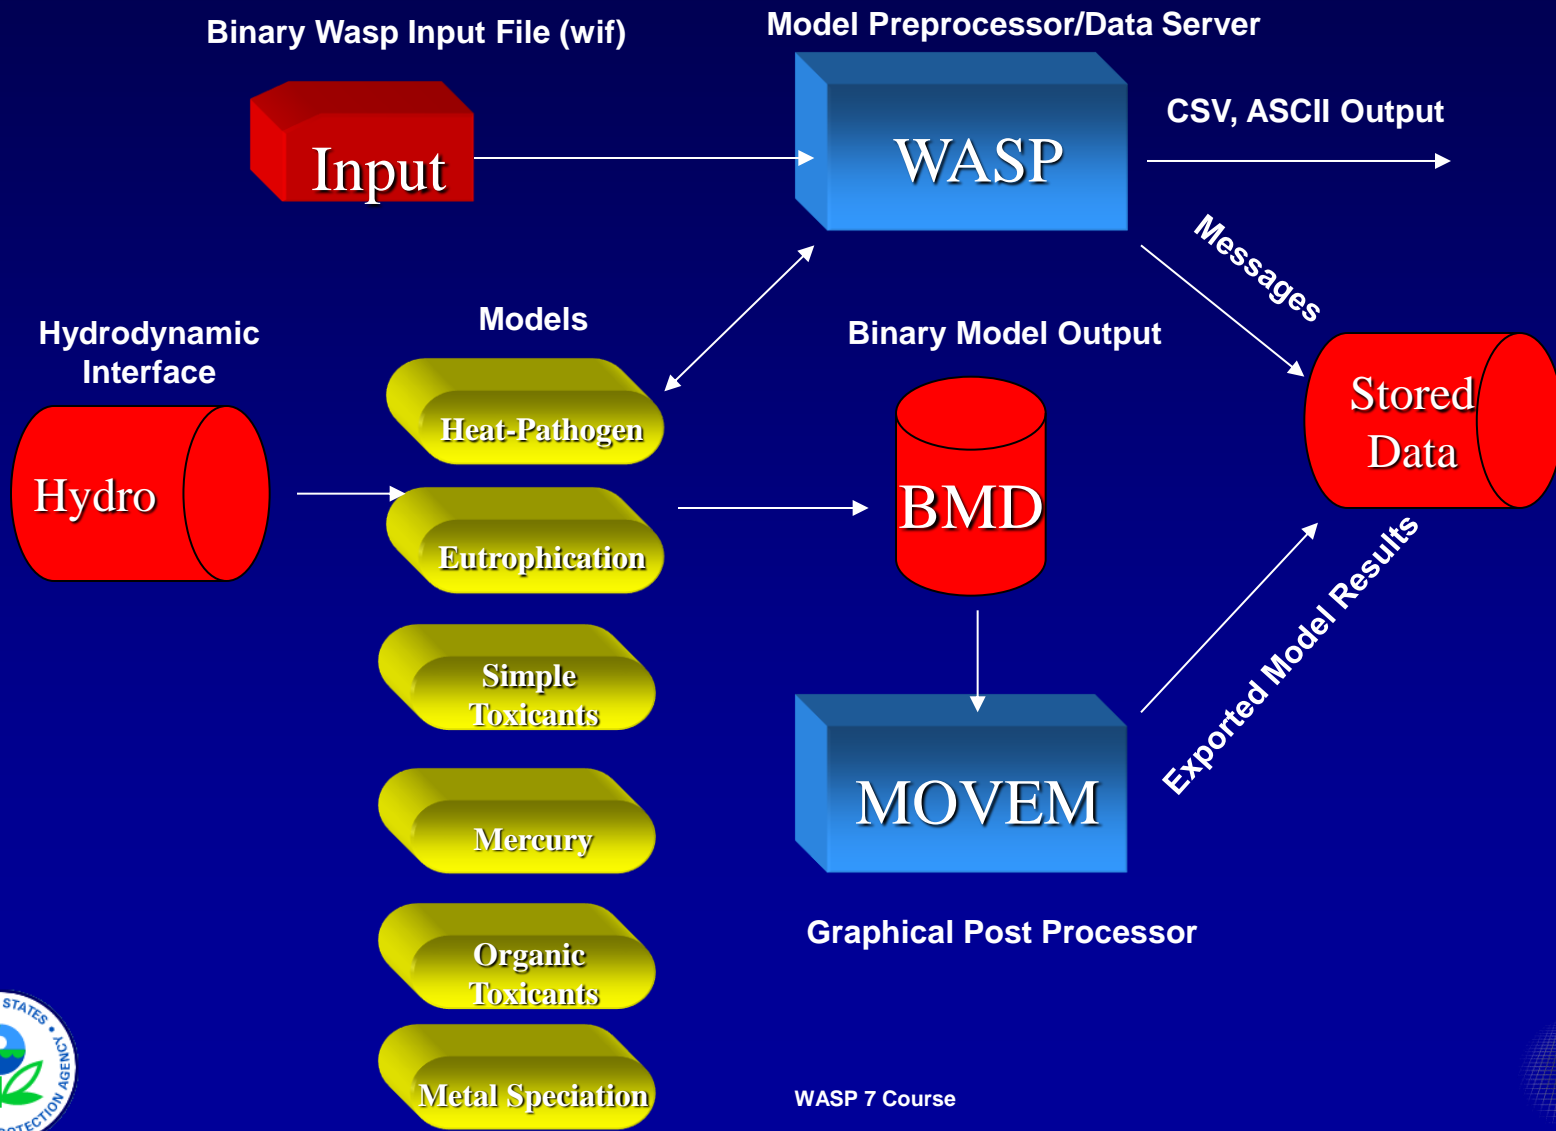 Binary Wasp Input File (wif)
Model Preprocessor/Data Server
Input
WASP
CSV, ASCII Output
Messages
Hydrodynamic
Interface
Models
Binary Model Output
Hydro
Heat-Pathogen
Eutrophication
Simple
Toxicants
Mercury
Organic
Toxicants
Metal Speciation
BMD
Stored
Data
MOVEM
Exported Model Results
Graphical Post Processor
STATES • 
AGENCY
WASP 7 Course